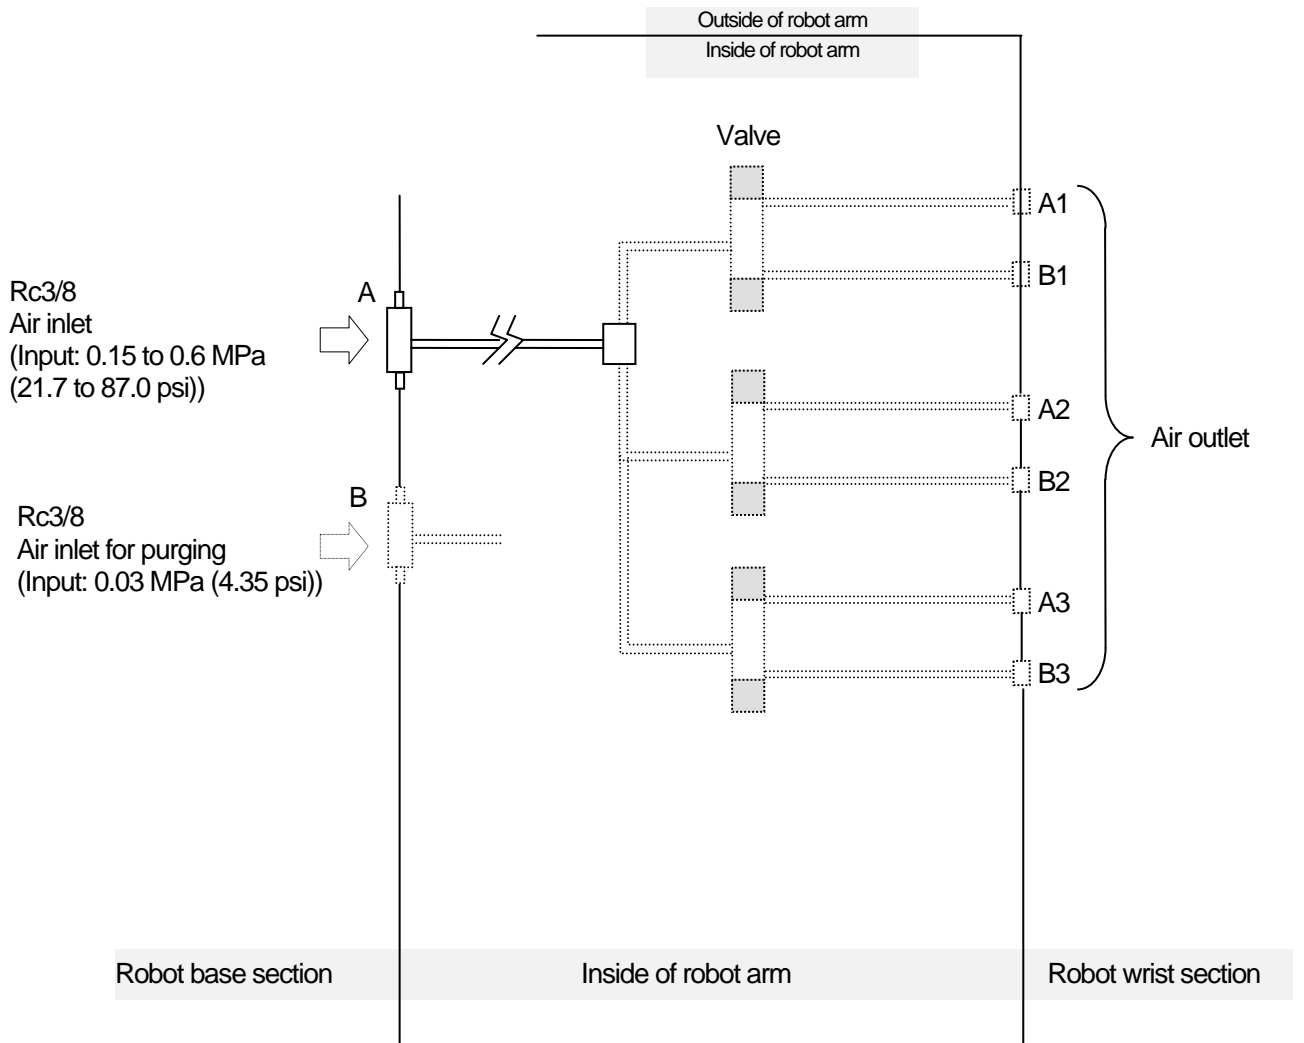 Outside of robot arm
Inside of robot arm
Valve
A1
B1
Rc3/8
Air inlet
(Input: 0.15 to 0.6 MPa
(21.7 to 87.0 psi))
A
A2
B2
Air outlet
B
Rc3/8
Air inlet for purging
(Input: 0.03 MPa (4.35 psi))
A3
B3
Robot base section
Inside of robot arm
Robot wrist section